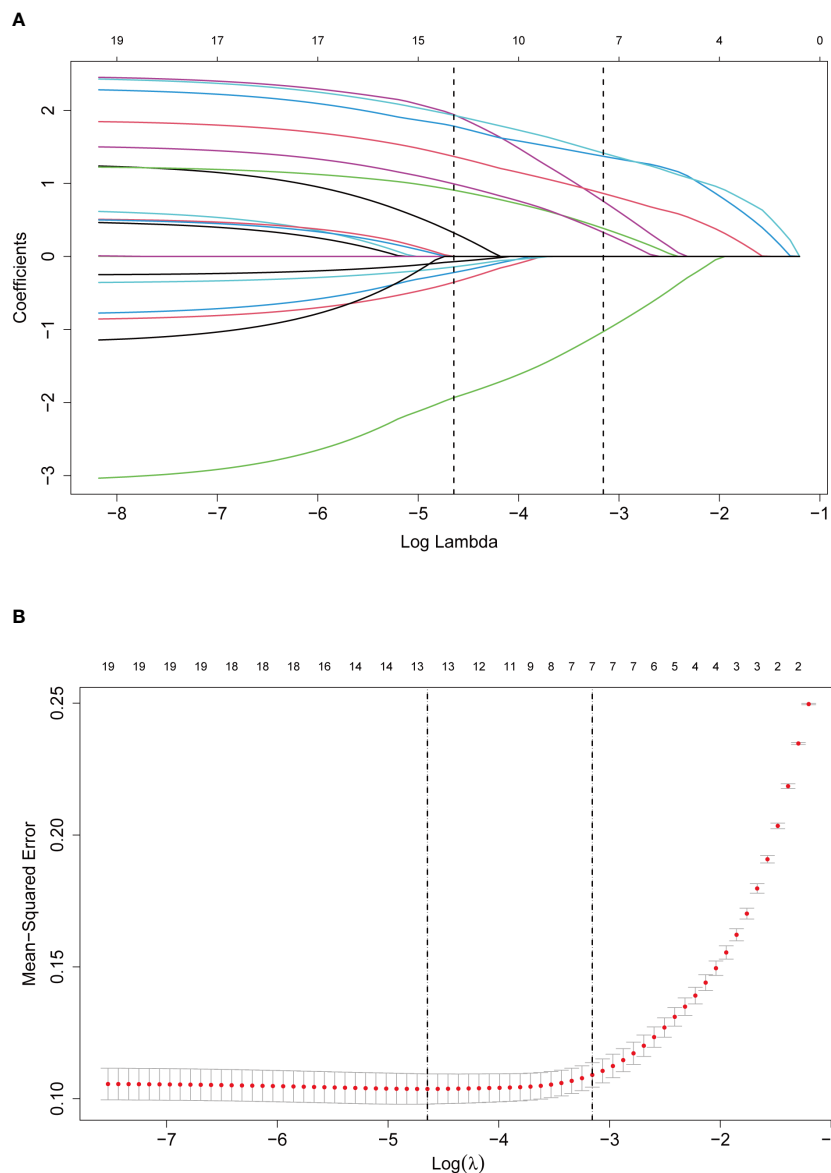 A
19 17 17 15 10 7 4 0
Coefficients
2
1
0
−1
−2
−3
−8 −7 −6 −5 −4 −3 −2 −1
Log Lambda
B
19 19 19 19 18 18 18 16 14 14 13 13 12 11 9 8 7 7 7 7 6 5 4 4 3 3 2 2
Mean−Squared Error
0.25
0.20
0.15
0.10
−7 −6 −5 −4 −3 −2 −1
Log(λ)